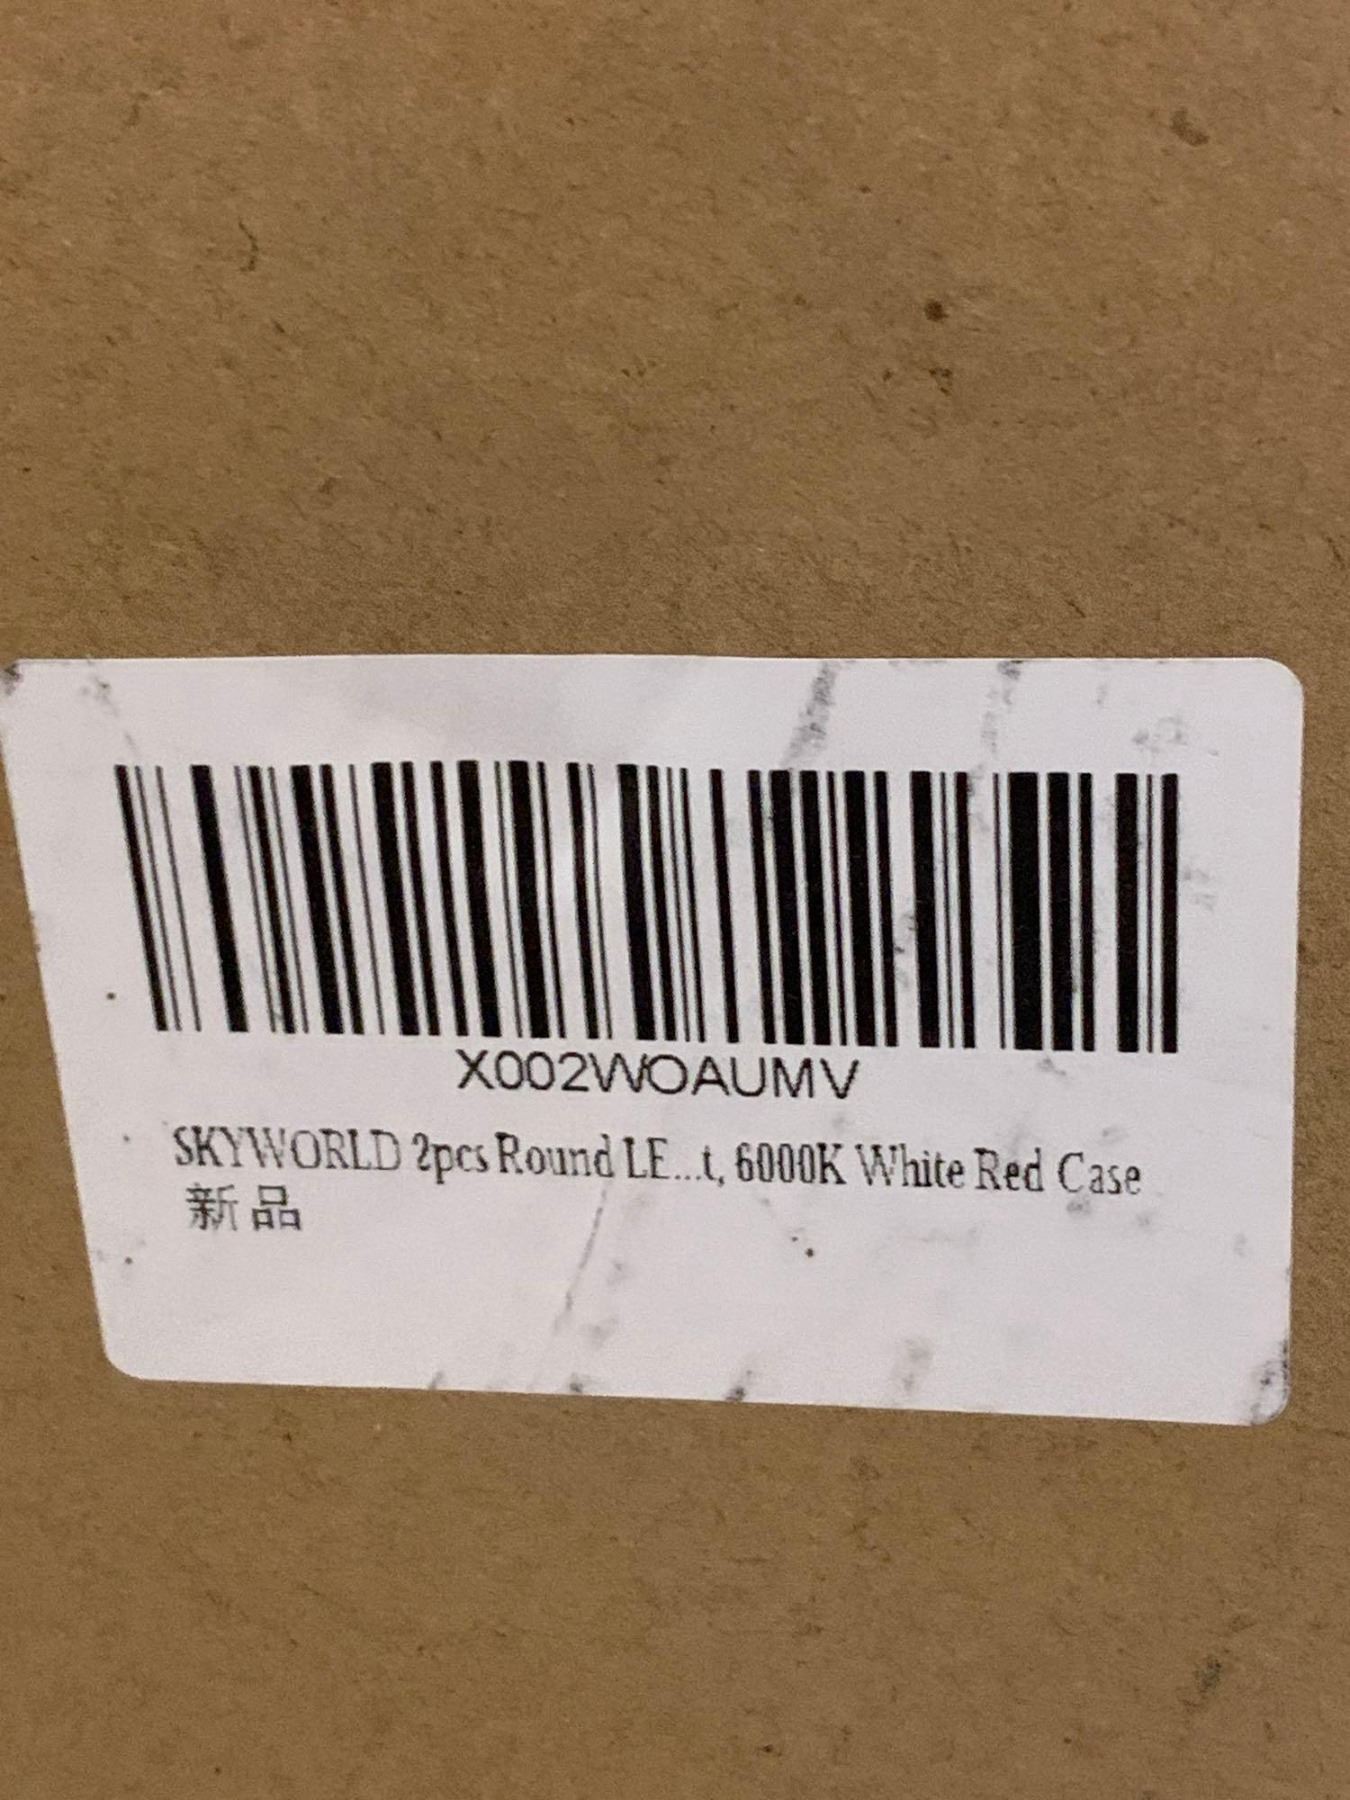 X002WOAUMV
SKYWORLD 2pcs Round LE...t, 6000K White Red Case
新品